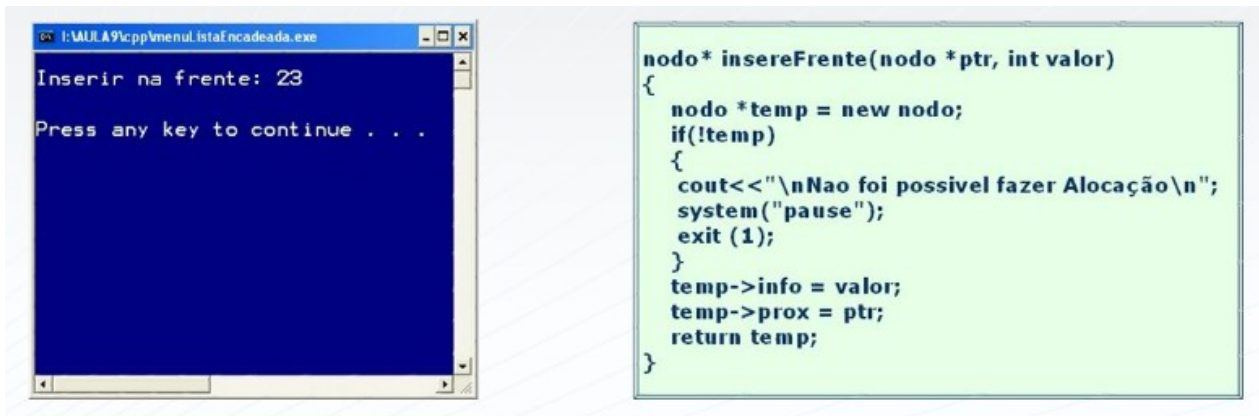 I:\AULA9\cpp\menuListaEncadeada.exe
Inserir na frente: 23
Press any key to continue . . .
nodo* insereFrente(nodo *ptr, int valor)
{
nodo *temp = new nodo;
if(!temp)
{
cout<<"\nNao foi possivel fazer Alocação\n";
system("pause");
exit (1);
}
temp->info = valor;
temp->prox = ptr;
return temp;
}